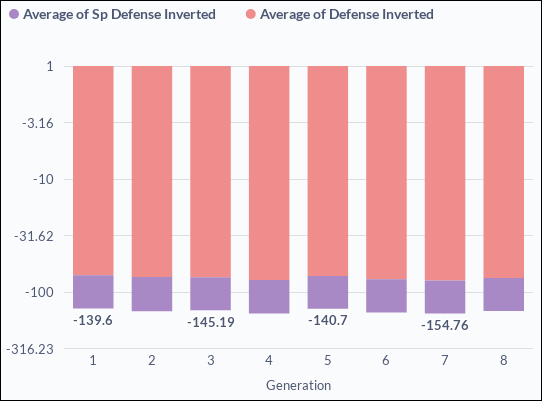 Average of Sp Defense Inverted Average of Defense Inverted
1
-3.16
-10
-31.62
-100
-316.23
-139.6 -145.19 -140.7 -154.76
1 2 3 4 5 6 7 8
Generation